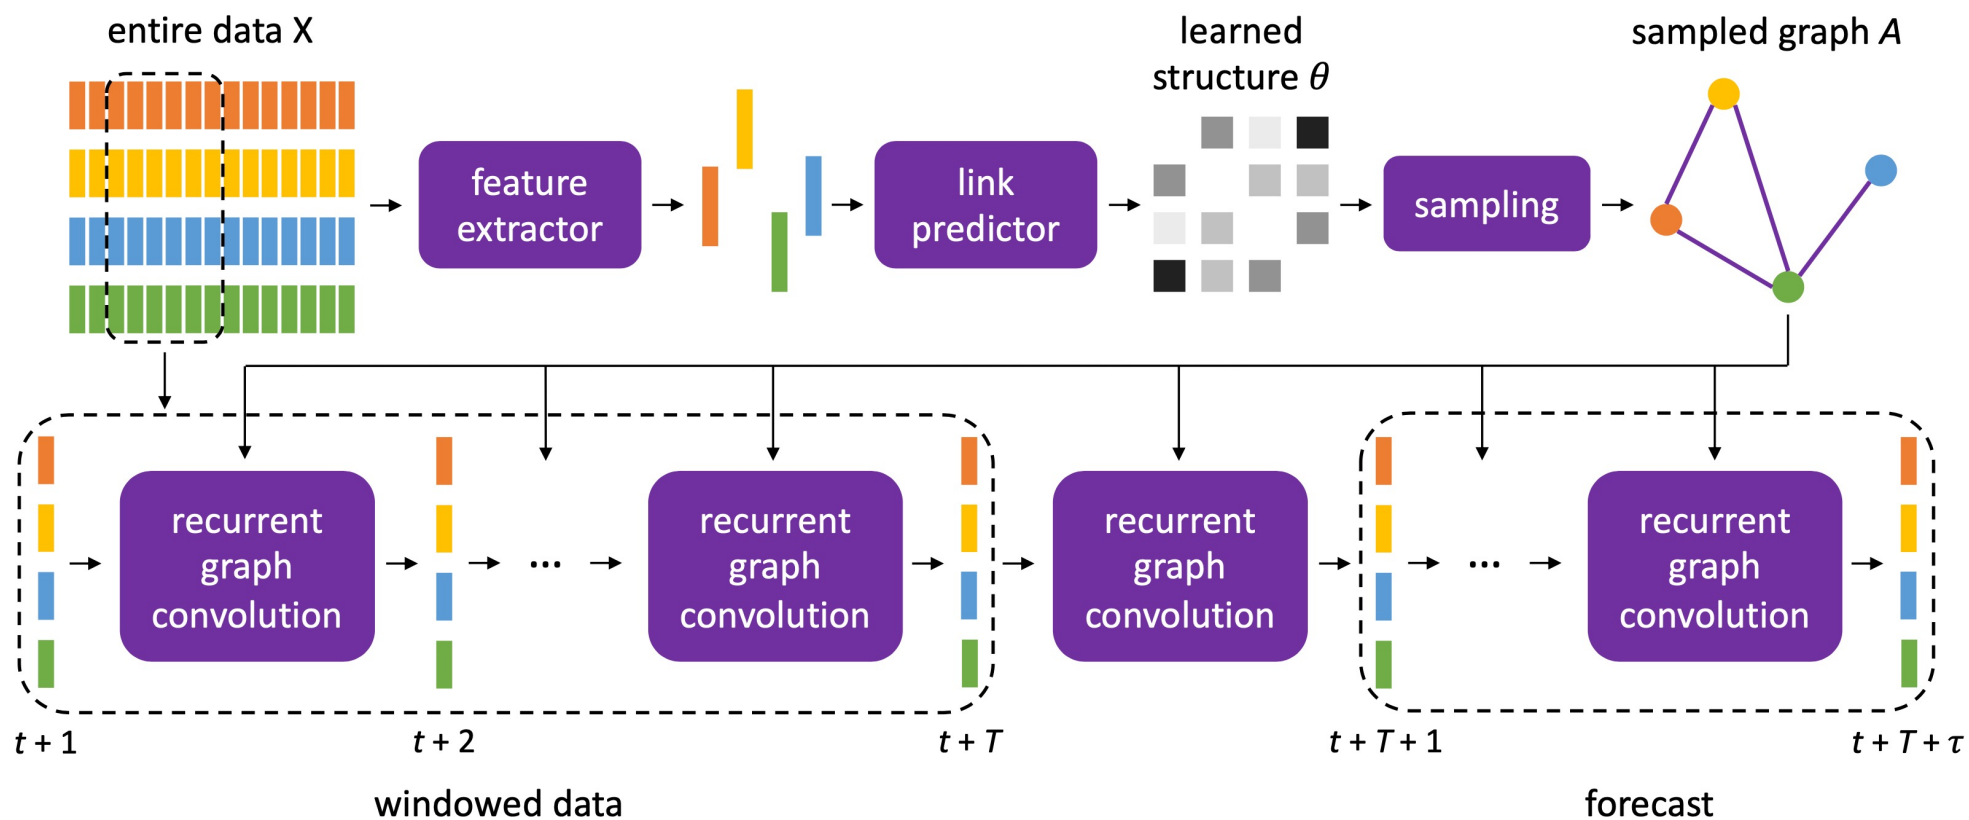 entire data X
learned
structure θ
sampled graph A
feature
extractor
link
predictor
sampling
recurrent
graph
convolution
...
recurrent
graph
convolution
recurrent
graph
convolution
...
recurrent
graph
convolution
t + 1
t + 2
t + T
t + T + 1
t + T + τ
windowed data
forecast